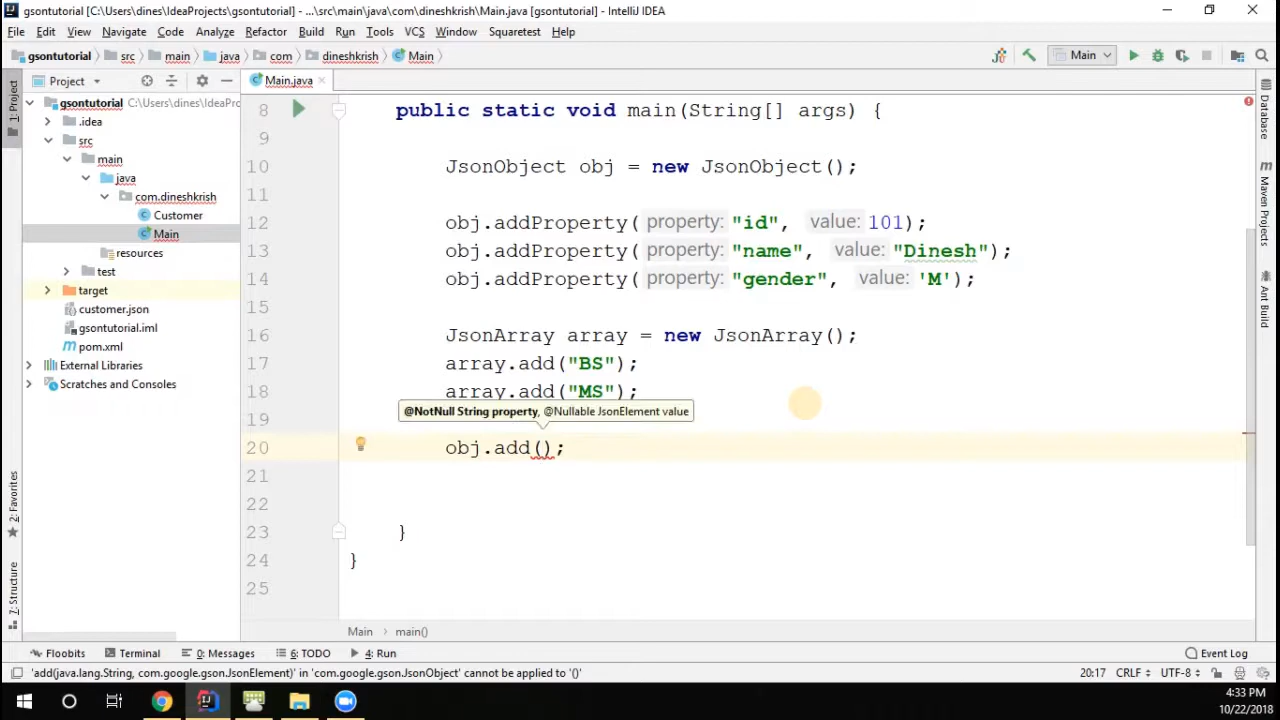 gsontutorial [C:\Users\dines\IdeaProjects\gsontutorial] - ...\src\main\java\com\dineshkrish\Main.java [gsontutorial] - IntelliJ IDEA
File Edit View Navigate Code Analyze Refactor Build Run Tools VCS Window Squaretest Help
gsontutorial src main java com dineshkrish Main Main
Project Main.java
1: Project
gsontutorial C:\Users\dines\IdeaPro
.idea
src
main
java
com.dineshkrish
Customer
Main
resources
test
target
customer.json
gsontutorial.iml
pom.xml
External Libraries
Scratches and Consoles
2: Favorites
7: Structure
8 public static void main(String[] args) {
9
10 JsonObject obj = new JsonObject();
11
12 obj.addProperty( property: "id", value: 101);
13 obj.addProperty( property: "name", value: "Dinesh");
14 obj.addProperty( property: "gender", value: 'M');
15
16 JsonArray array = new JsonArray();
17 array.add("BS");
18 array.add("MS");
@NotNull String property, @Nullable JsonElement value
19
20 obj.add();
21
22
23 }
24 }
25
Database
Maven Projects
Ant Build
Main main()
Floobits Terminal 0: Messages 6: TODO 4: Run Event Log
'add(java.lang.String, com.google.gson.JsonElement)' in 'com.google.gson.JsonObject' cannot be applied to '()' 20:17 CRLF UTF-8
4:33 PM
10/22/2018